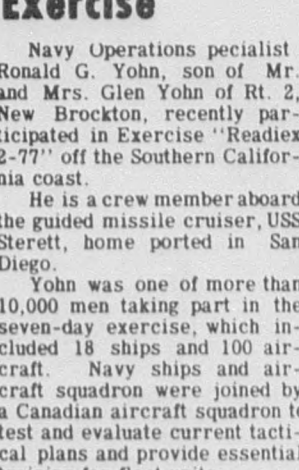 Exercise
Navy Operations pecialist
Ronald G. Yohn, son of Mr.
and Mrs. Glen Yohn of Rt. 2,
New Brockton, recently par-
ticipated in Exercise "Readiex
2-77" off the Southern Califor-
nia coast.
He is a crew member aboard
the guided missile cruiser, USS
Sterett, home ported in San
Diego.
Yohn was one of more than
10,000 men taking part in the
seven-day exercise, which in-
cluded 18 ships and 100 air-
craft. Navy ships and air-
craft squadron were joined by
a Canadian aircraft squadron to
test and evaluate current tacti-
cal plans and provide essential